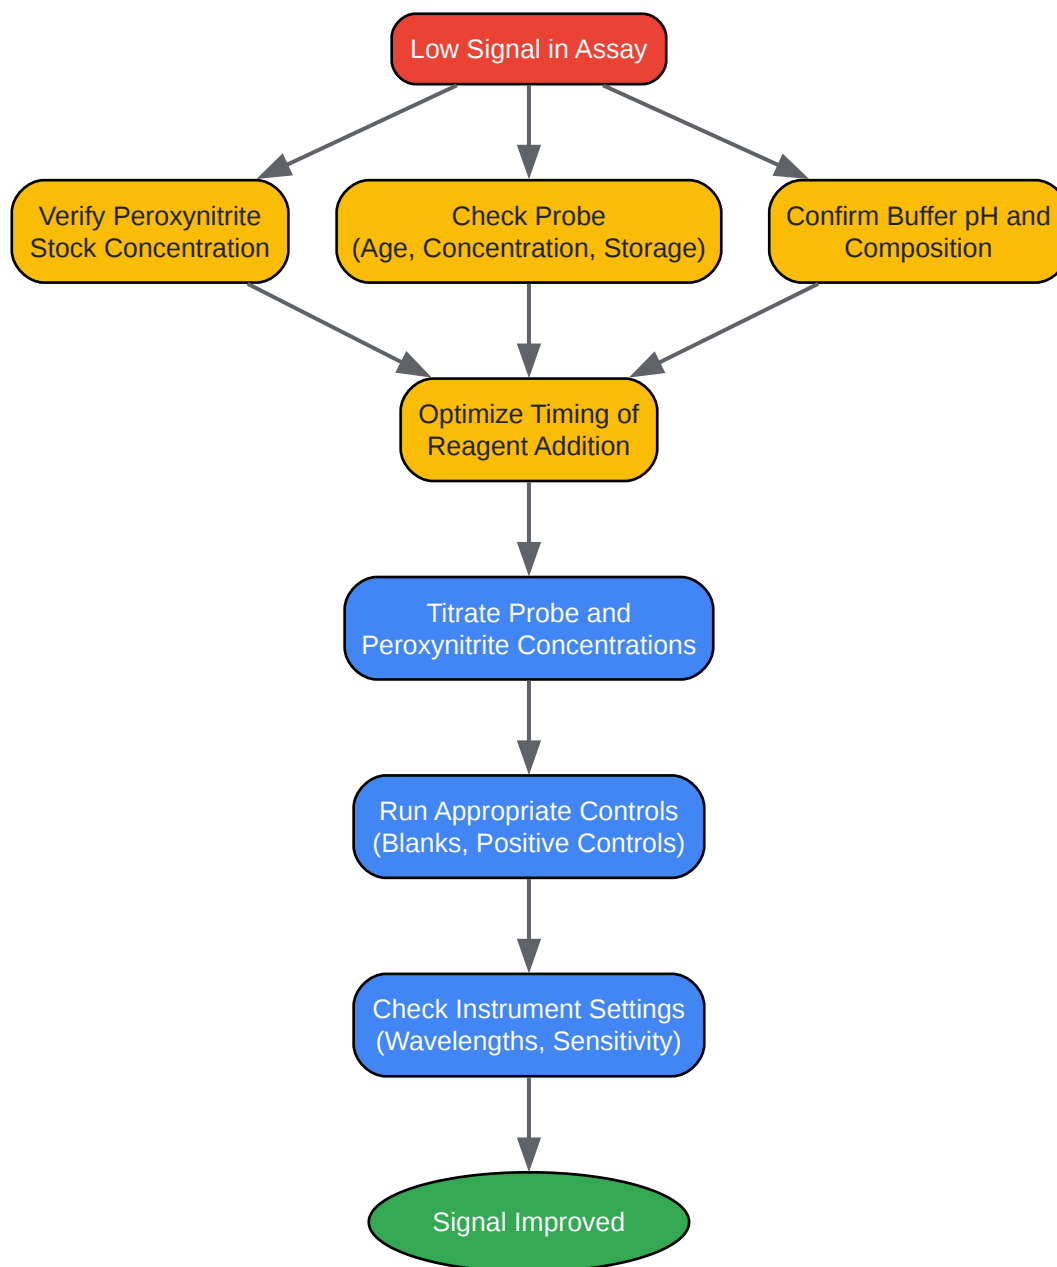 Low Signal in Assay
Verify Peroxynitrite
Stock Concentration
Check Probe
(Age, Concentration, Storage)
Confirm Buffer pH and
Composition
Optimize Timing of
Reagent Addition
Titrate Probe and
Peroxynitrite Concentrations
Run Appropriate Controls
(Blanks, Positive Controls)
Check Instrument Settings
(Wavelengths, Sensitivity)
Signal Improved